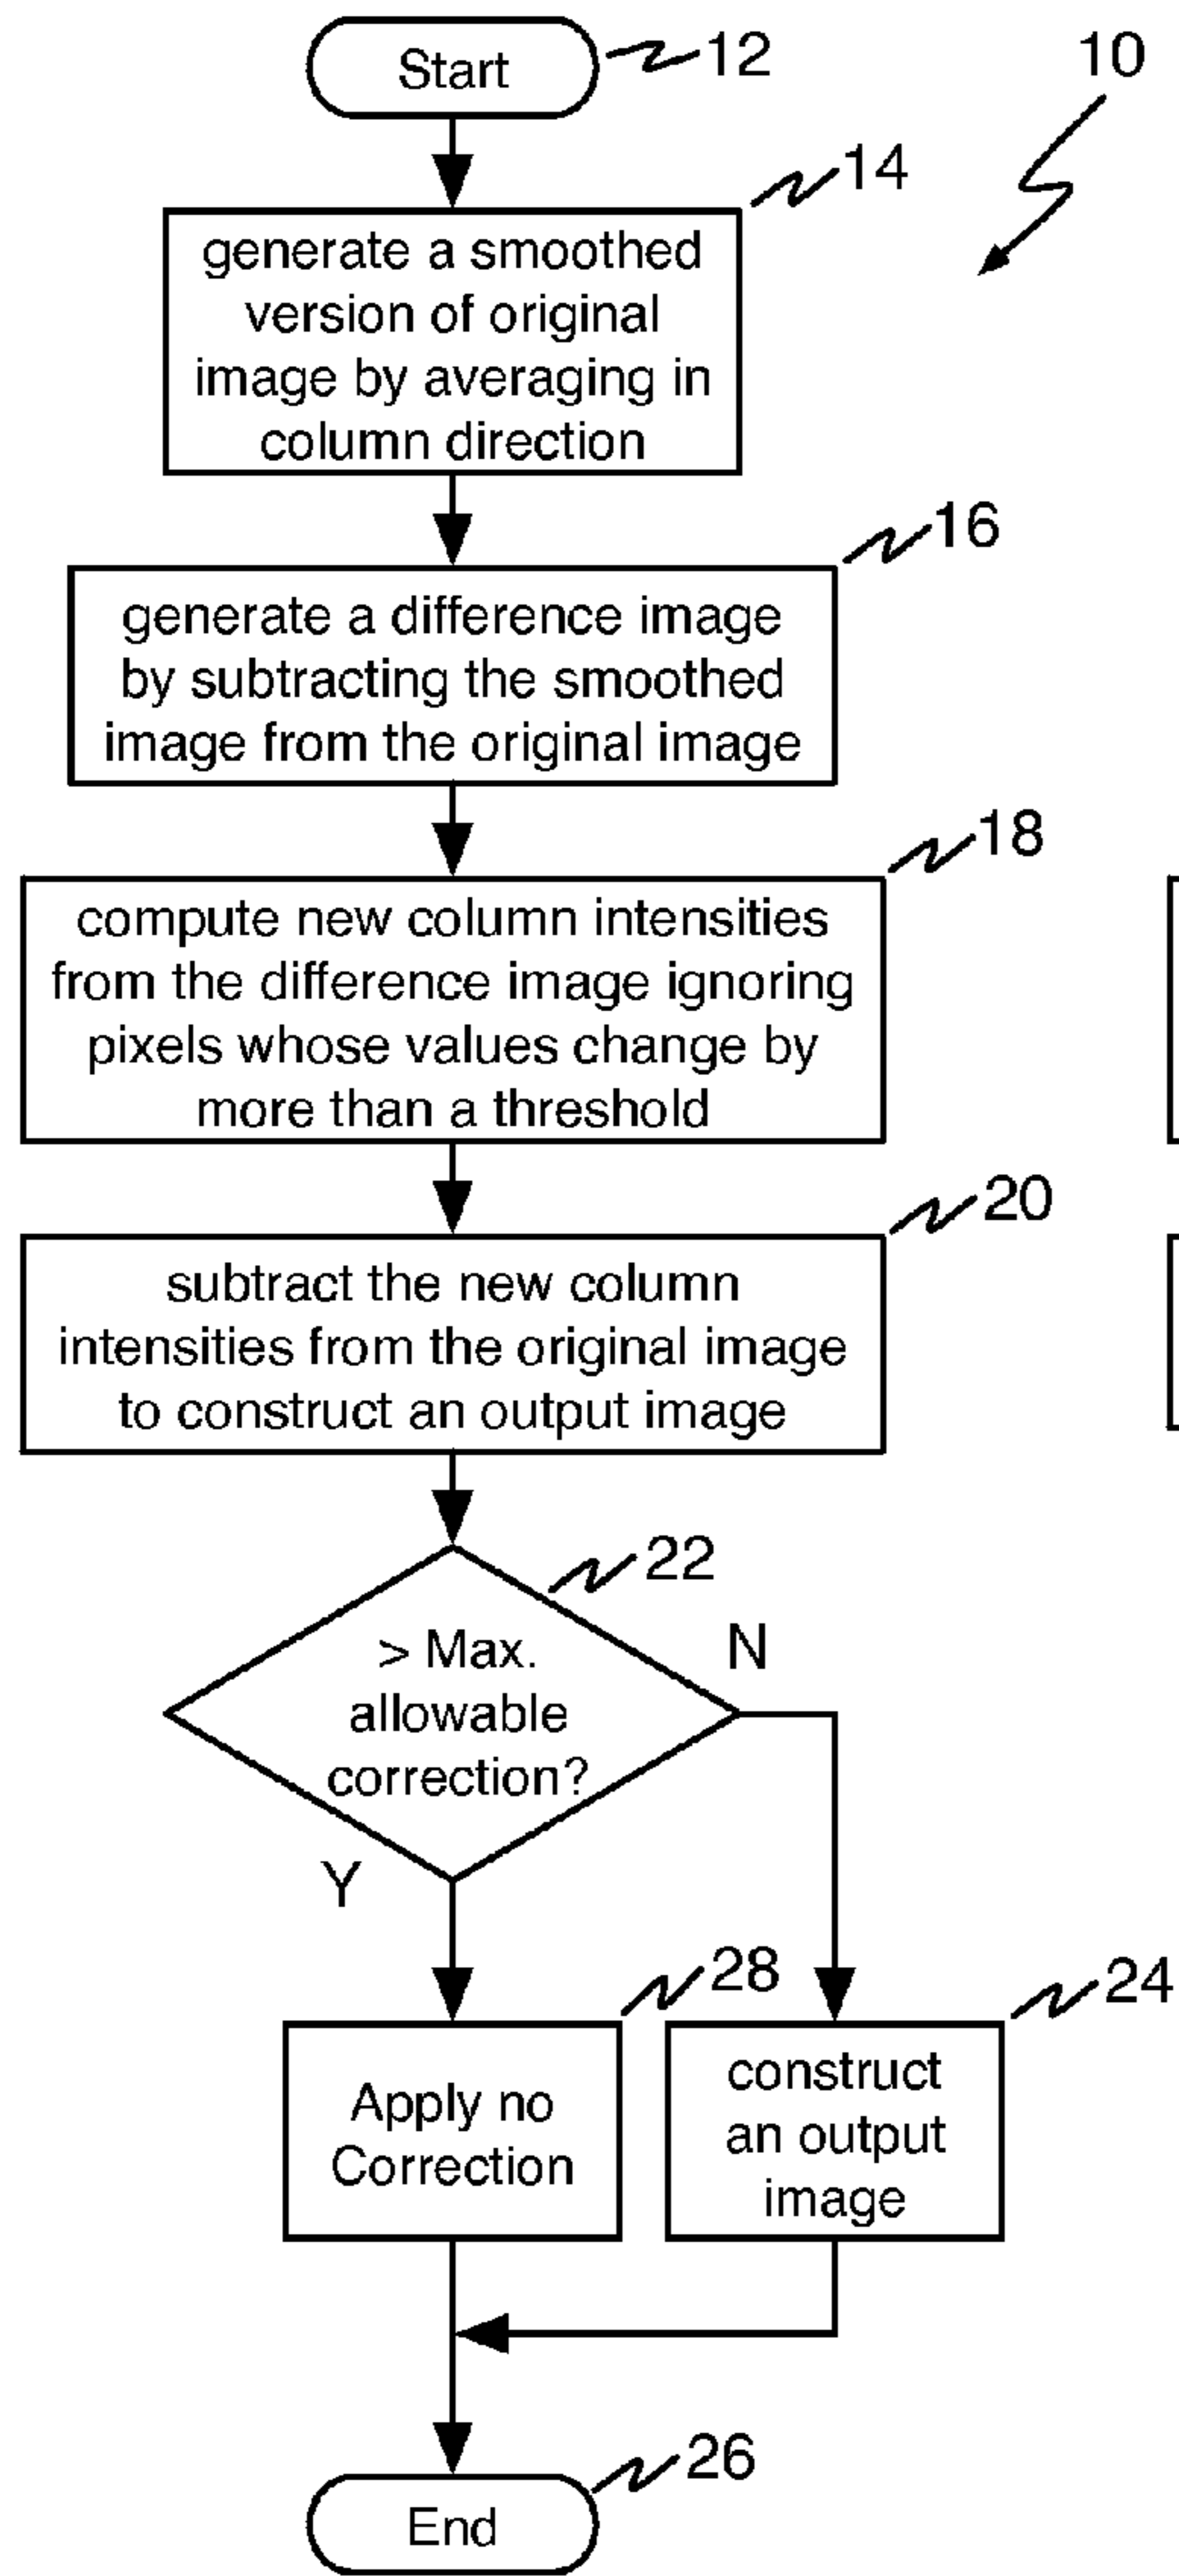 Start
12
10
14
generate a smoothed
version of original
image by averaging in
column direction
16
generate a difference image
by subtracting the smoothed
image from the original image
18
compute new column intensities
from the difference image ignoring
pixels whose values change by
more than a threshold
20
subtract the new column
intensities from the original image
to construct an output image
22
> Max.
allowable
correction?
N
Y
28
24
Apply no
Correction
construct
an output
image
26
End